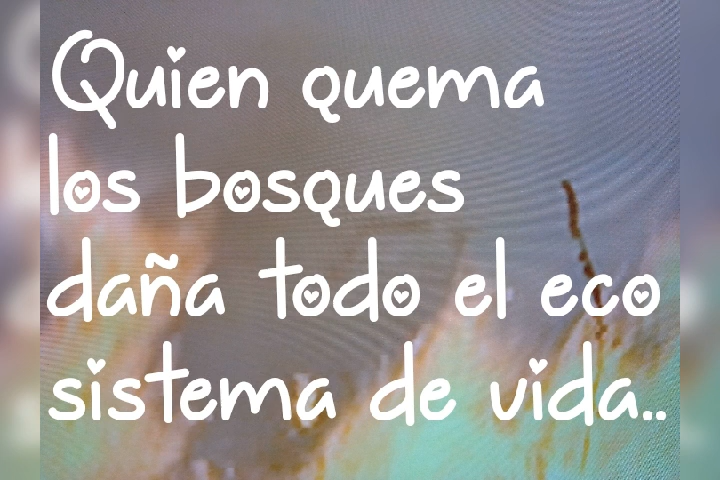 Quien quema
los bosques
daña todo el eco
sistema de vida..